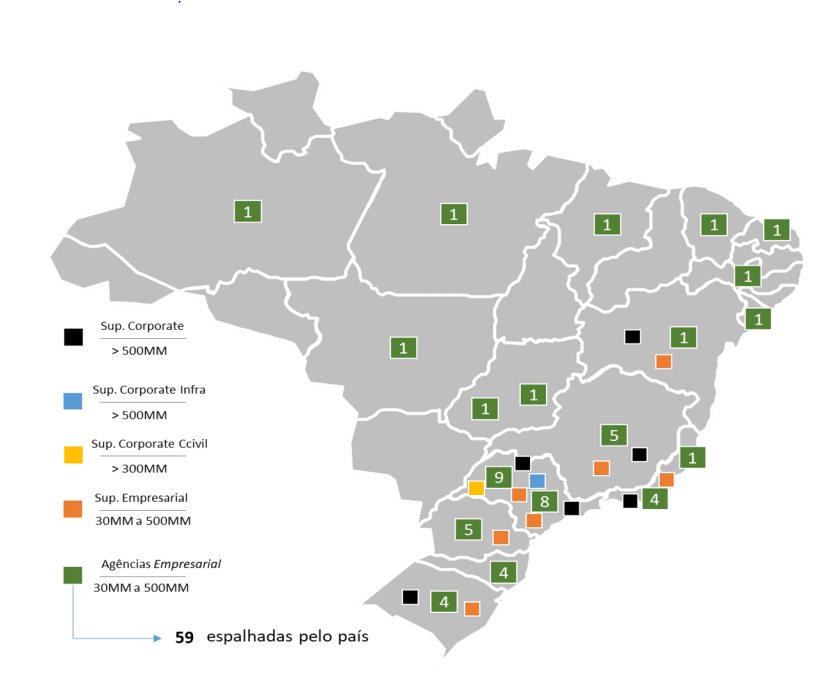 1
1
1
1
1
1
1
1
1
1
1
5
1
9
8
4
5
4
4
Sup. Corporate
> 500MM
Sup. Corporate Infra
> 500MM
Sup. Corporate Ccivil
> 300MM
Sup. Empresarial
30MM a 500MM
Agências Empresarial
30MM a 500MM
59 espalhadas pelo país